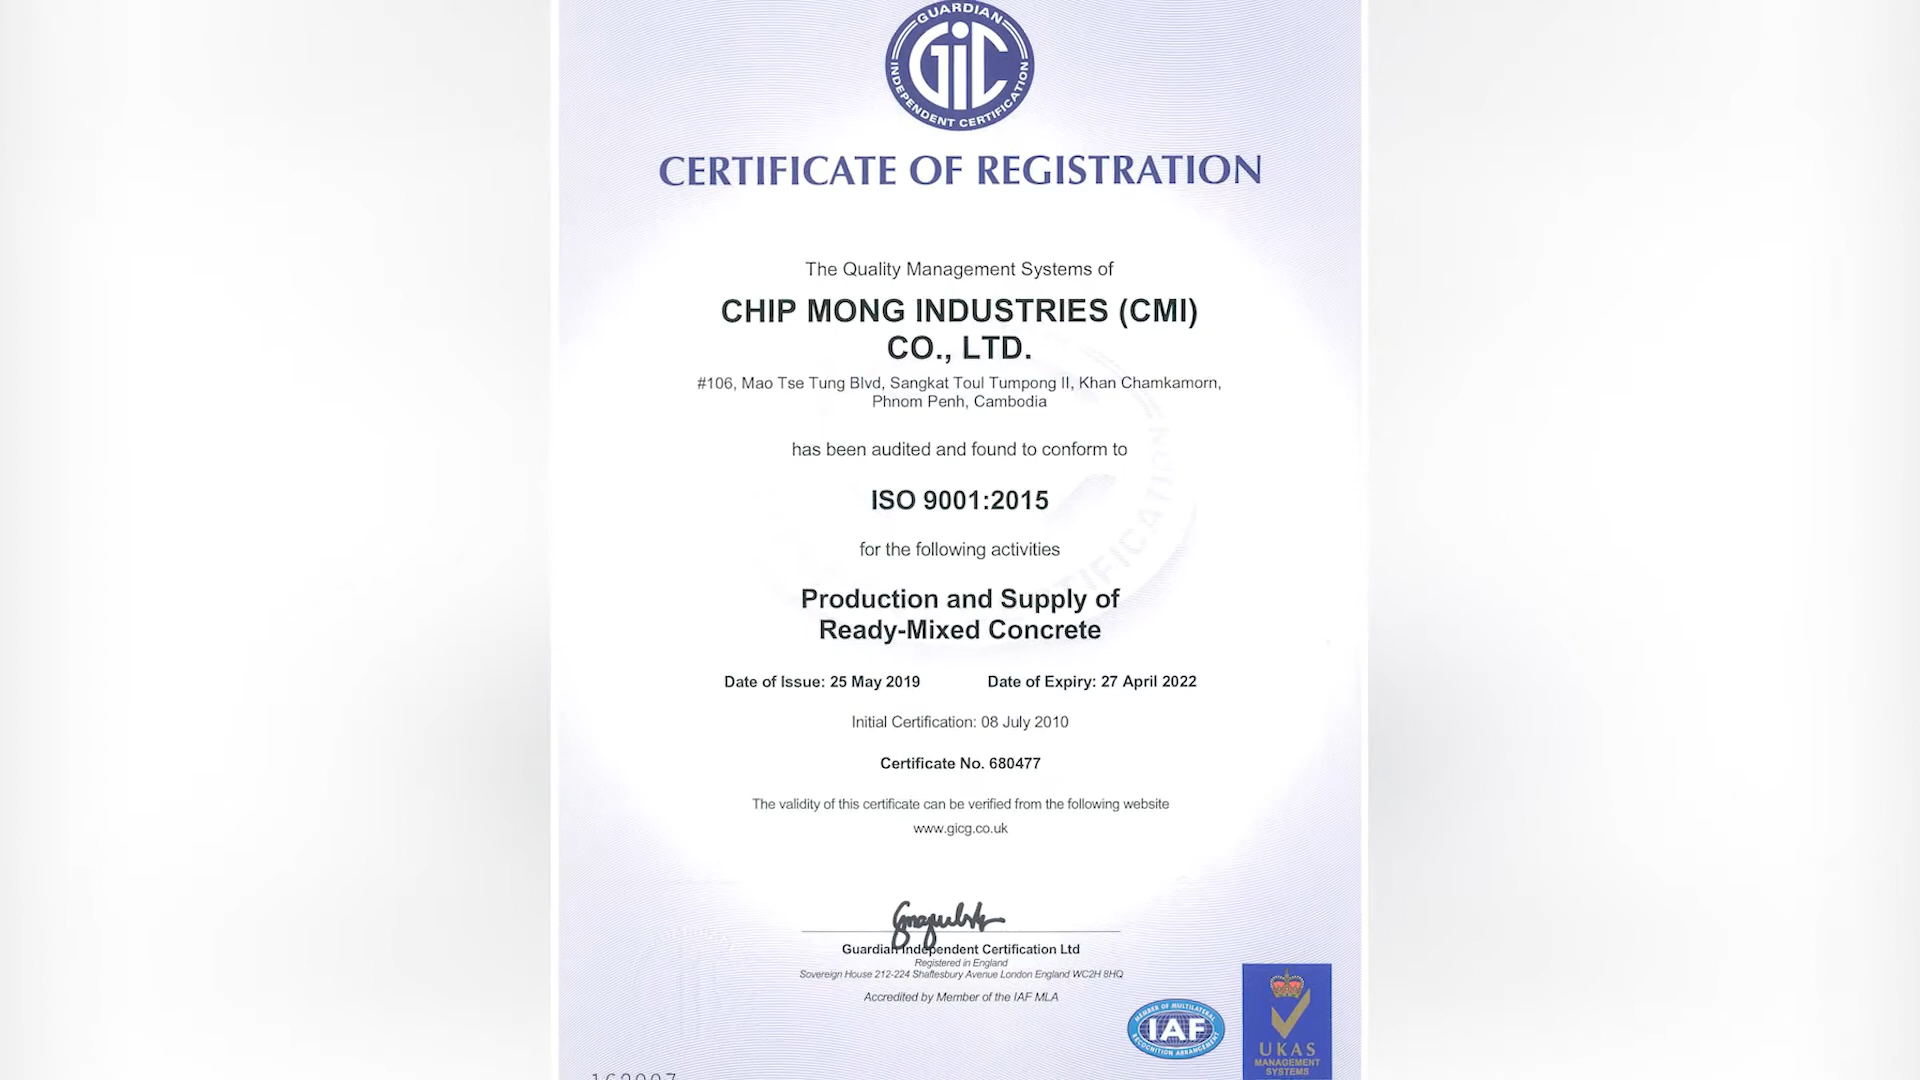 GUARDIAN
GiC
INDEPENDENT CERTIFICATION
CERTIFICATE OF REGISTRATION
The Quality Management Systems of
CHIP MONG INDUSTRIES (CMI)
CO., LTD.
#106, Mao Tse Tung Blvd, Sangkat Toul Tumpong II, Khan Chamkamorn,
Phnom Penh, Cambodia
has been audited and found to conform to
ISO 9001:2015
for the following activities
Production and Supply of
Ready-Mixed Concrete
Date of Issue: 25 May 2019 Date of Expiry: 27 April 2022
Initial Certification: 08 July 2010
Certificate No. 680477
The validity of this certificate can be verified from the following website
www.gicg.co.uk
Guardian Independent Certification Ltd
Registered in England
Sovereign House 212-224 Shaftesbury Avenue London England WC2H 8HQ
Accredited by Member of the IAF MLA
MEMBER OF MULTILATERAL
IAF
RECOGNITION ARRANGEMENT
UKAS
MANAGEMENT
SYSTEMS